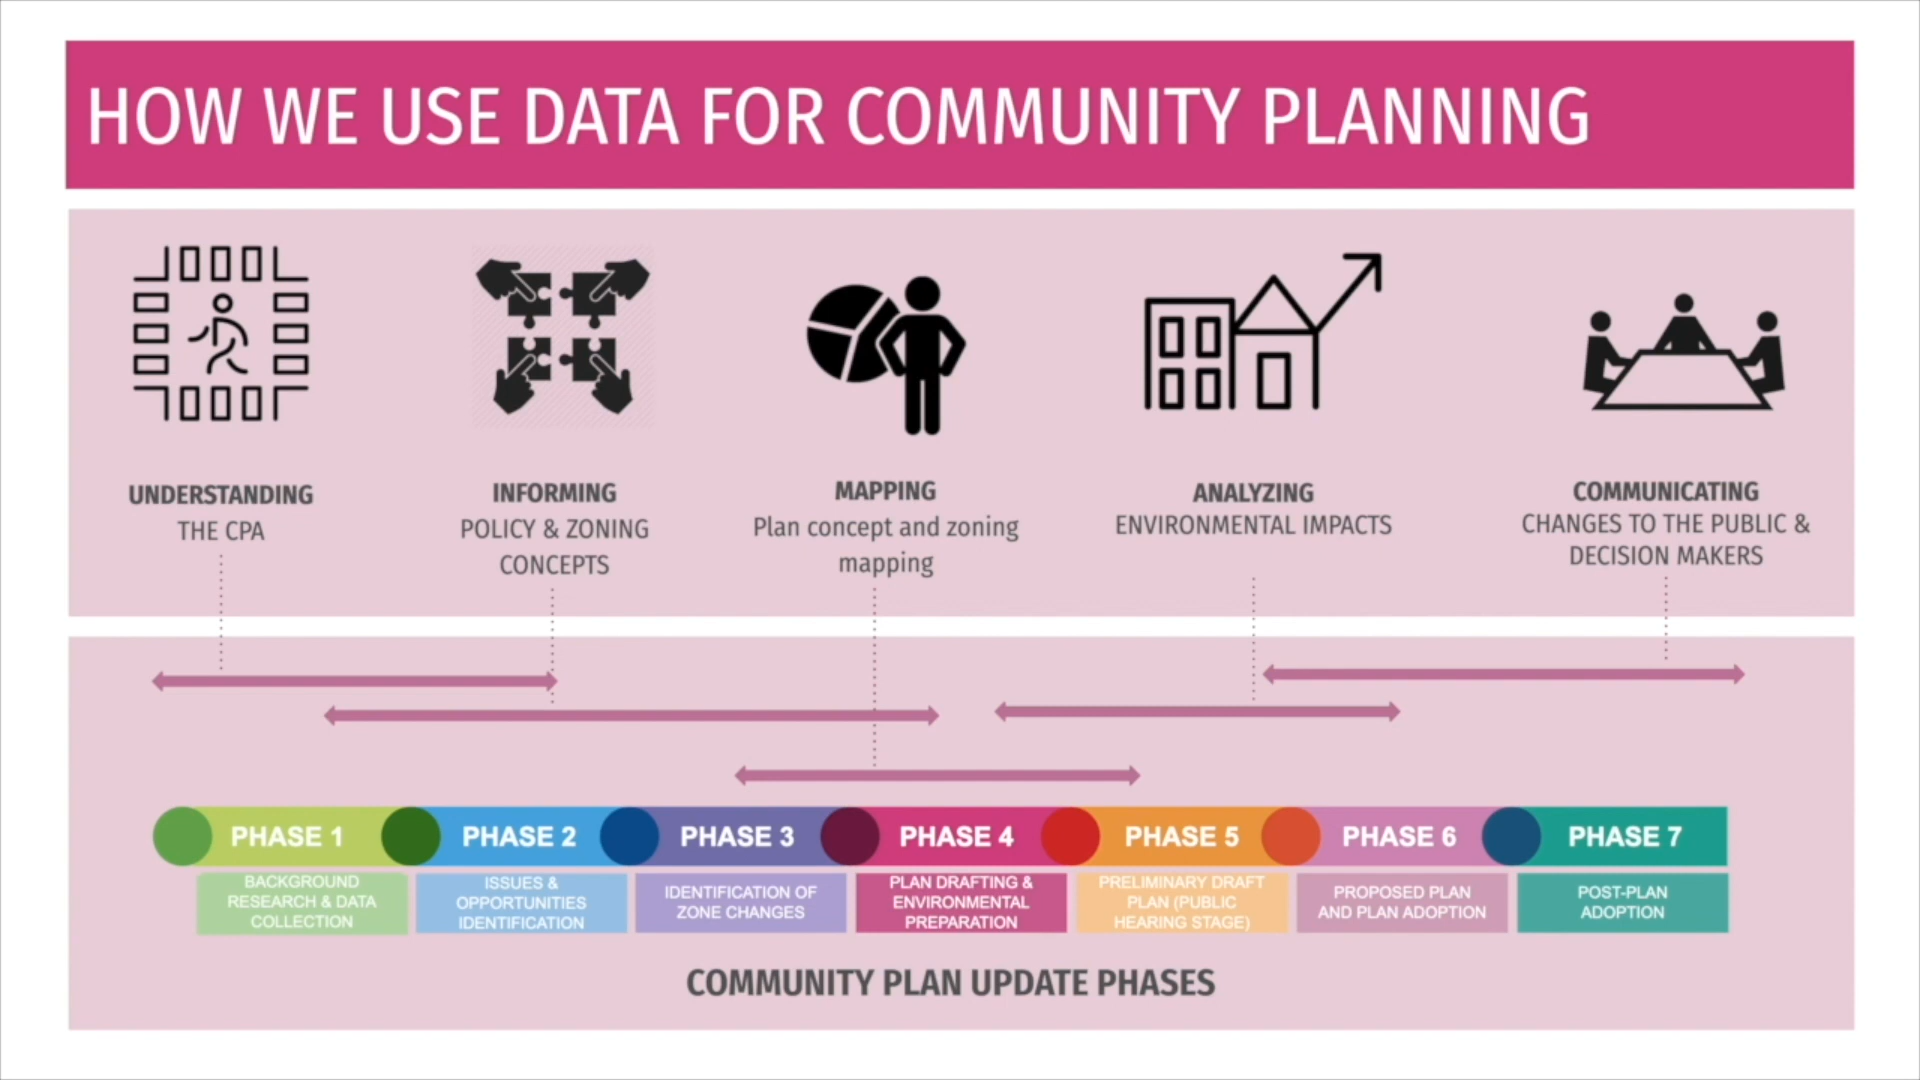 HOW WE USE DATA FOR COMMUNITY PLANNING
UNDERSTANDING
THE CPA
INFORMING
POLICY & ZONING
CONCEPTS
MAPPING
Plan concept and zoning
mapping
ANALYZING
ENVIRONMENTAL IMPACTS
COMMUNICATING
CHANGES TO THE PUBLIC &
DECISION MAKERS
PHASE 1
BACKGROUND
RESEARCH & DATA
COLLECTION
PHASE 2
ISSUES &
OPPORTUNITIES
IDENTIFICATION
PHASE 3
IDENTIFICATION OF
ZONE CHANGES
PHASE 4
PLAN DRAFTING &
ENVIRONMENTAL
PREPARATION
PHASE 5
PRELIMINARY DRAFT
PLAN (PUBLIC
HEARING STAGE)
PHASE 6
PROPOSED PLAN
AND PLAN ADOPTION
PHASE 7
POST-PLAN
ADOPTION
COMMUNITY PLAN UPDATE PHASES